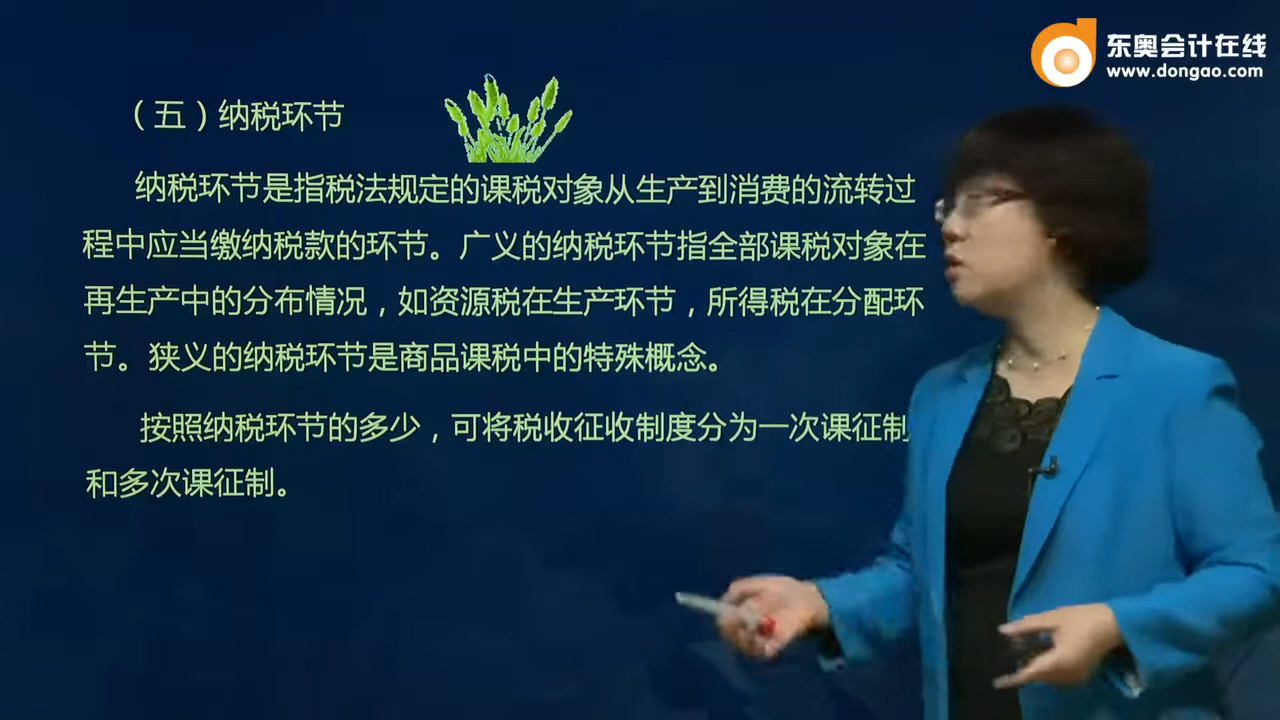 东奥会计在线
www.dongao.com
（五）纳税环节
纳税环节是指税法规定的课税对象从生产到消费的流转过
程中应当缴纳税款的环节。广义的纳税环节指全部课税对象在
再生产中的分布情况，如资源税在生产环节，所得税在分配环
节。狭义的纳税环节是商品课税中的特殊概念。
按照纳税环节的多少，可将税收征收制度分为一次课征制
和多次课征制。